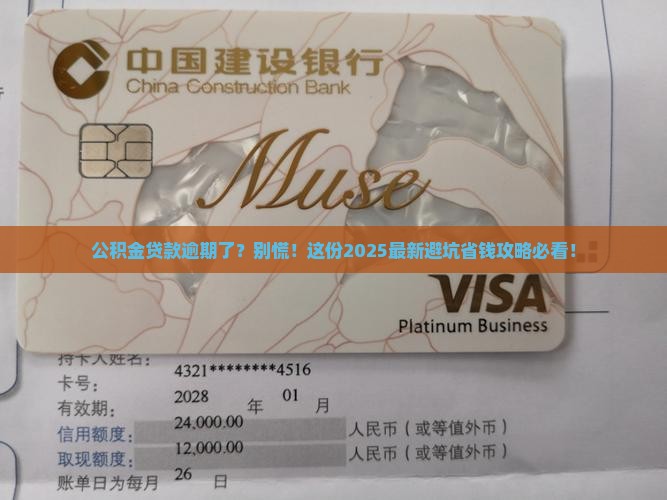 中国建设银行
China Construction Bank
Muse
公积金贷款逾期了？别慌！这份2025最新避坑省钱攻略必看！
VISA
Platinum Business
持卡人姓名：
卡号： 4321********4516
有效期： 2028 年 01 月
信用额度： 24,000.00 人民币（或等值外币）
取现额度： 12,000.00 人民币（或等值外币）
账单日为每月 26 日